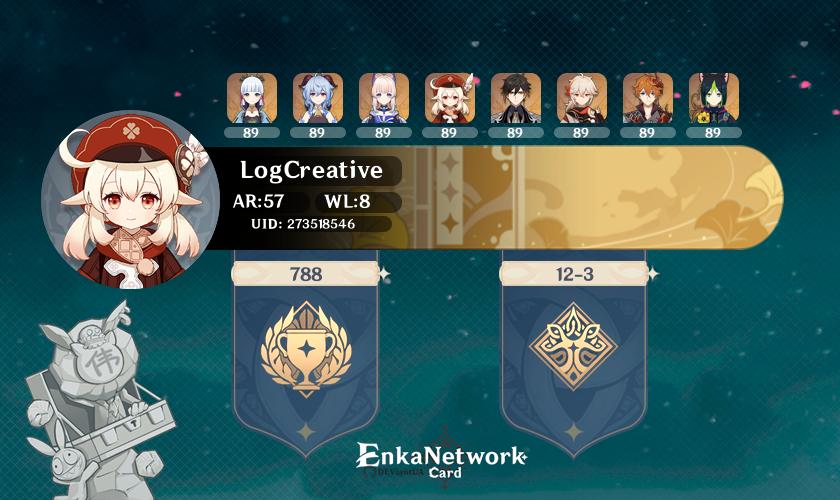 89 89 89 89 89 89 89 89
LogCreative
AR:57 WL:8
UID: 273518546
788 12-3
伟
EnkaNetwork
Card